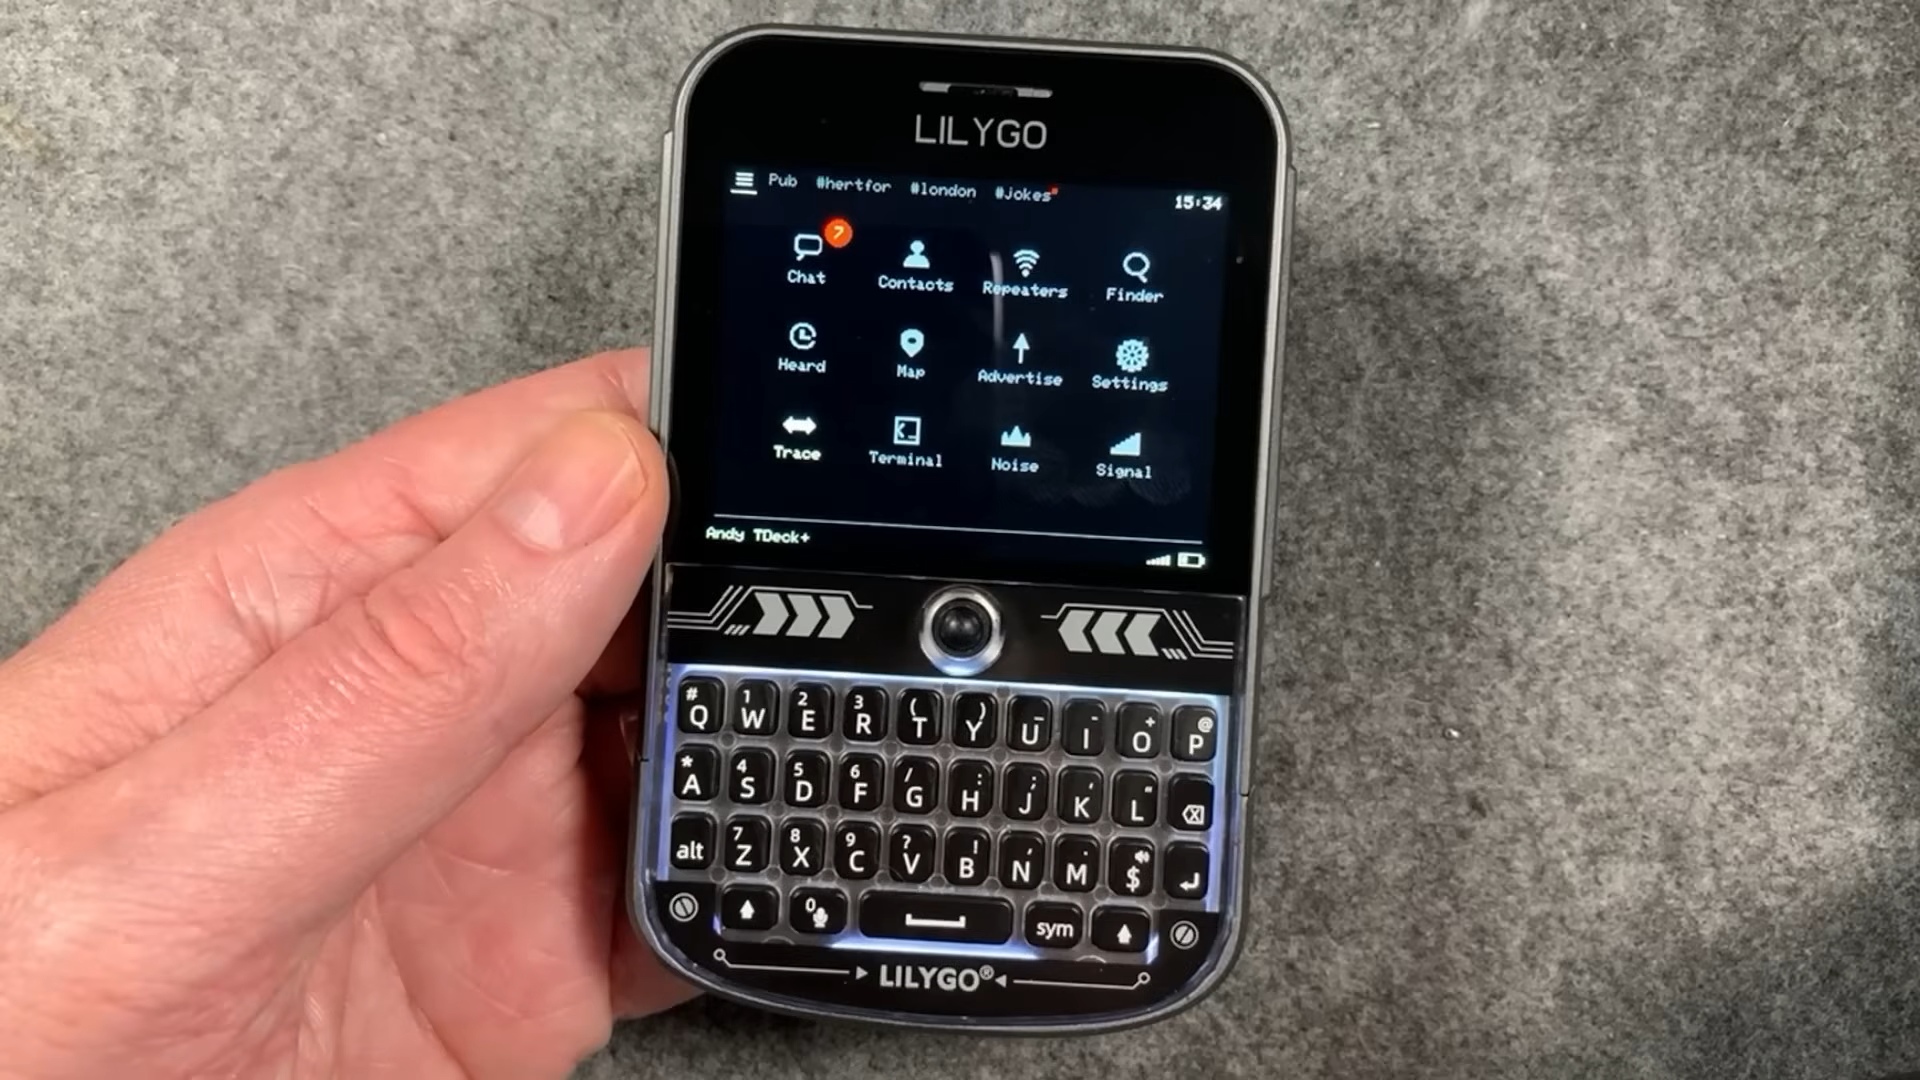 LILYGO
Pub #hertfor #london #Jokes 15:34
7
Chat Contacts Repeaters Finder
Heard Map Advertise Settings
Trace Terminal Noise Signal
Andy TDeck+
# 1 2 3 ( ) _ - + @
Q W E R T Y U I O P
* 4 5 6 / : ; ' "
A S D F G H J K L
7 8 9 ? ! , .
alt Z X C V B N M $
0 sym
LILYGO®